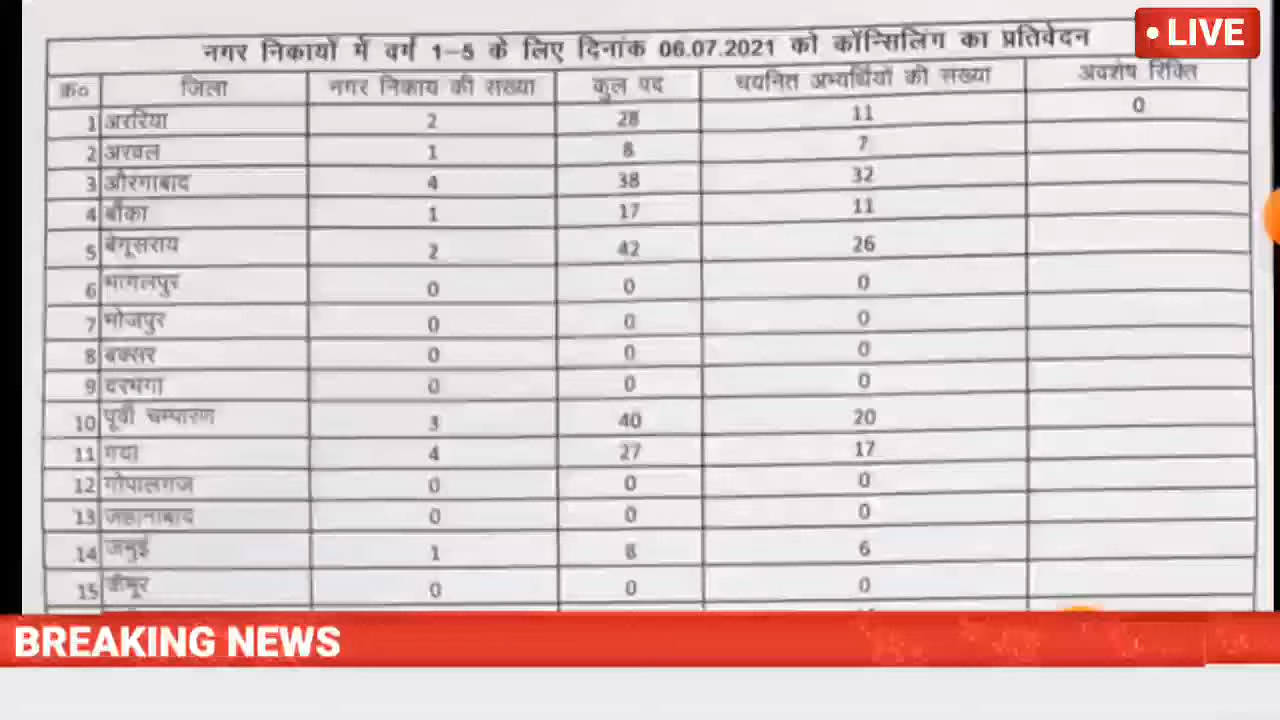 • LIVE
नगर निकायों में वर्ग 1-5 के लिए दिनांक 06.07.2021 को कॉन्सिलिंग का प्रतिवेदन
क्र० जिला नगर निकाय की संख्या कुल पद चयनित अभ्यर्थियों की संख्या अवशेष रिक्ति
1 अररिया 2 28 11 0
2 अरवल 1 8 7
3 औरंगाबाद 4 38 32
4 बाँका 1 17 11
5 बेगूसराय 2 42 26
6 भागलपुर 0 0 0
7 भोजपुर 0 0 0
8 बक्सर 0 0 0
9 दरभंगा 0 0 0
10 पूर्वी चम्पारण 3 40 20
11 गया 4 27 17
12 गोपालगंज 0 0 0
13 जहानाबाद 0 0 0
14 जमुई 1 8 6
15 कैमूर 0 0 0
BREAKING NEWS